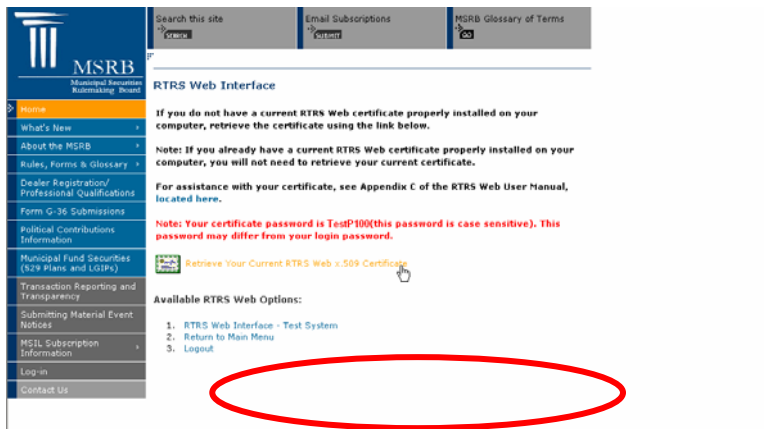 Search this site
SEARCH
Email Subscriptions
SUBMIT
MSRB Glossary of Terms
GO
MSRB
Municipal Securities
Rulemaking Board
Home
What's New
About the MSRB
Rules, Forms & Glossary
Dealer Registration/
Professional Qualifications
Form G-36 Submissions
Political Contributions
Information
Municipal Fund Securities
(529 Plans and LGIPs)
Transaction Reporting and
Transparency
Submitting Material Event
Notices
MSIL Subscription
Information
Log-in
Contact Us
RTRS Web Interface
If you do not have a current RTRS Web certificate properly installed on your
computer, retrieve the certificate using the link below.
Note: If you already have a current RTRS Web certificate properly installed on your
computer, you will not need to retrieve your current certificate.
For assistance with your certificate, see Appendix C of the RTRS Web User Manual,
located here.
Note: Your certificate password is TestP100(this password is case sensitive). This
password may differ from your login password.
Retrieve Your Current RTRS Web x.509 Certificate
Available RTRS Web Options:
1. RTRS Web Interface - Test System
2. Return to Main Menu
3. Logout